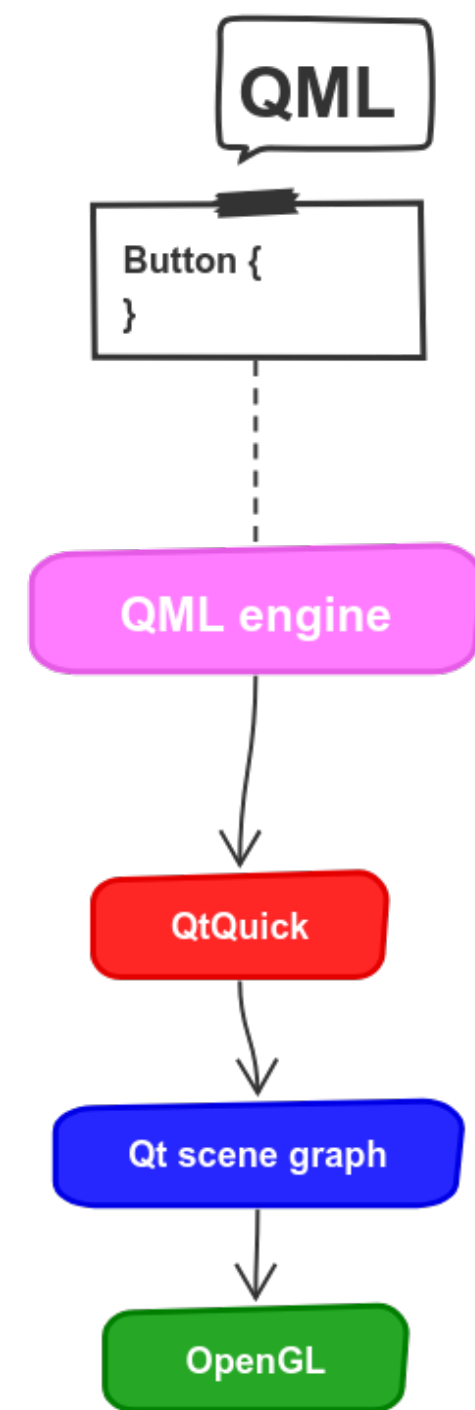 QML
Button {
}
QML engine
QtQuick
Qt scene graph
OpenGL